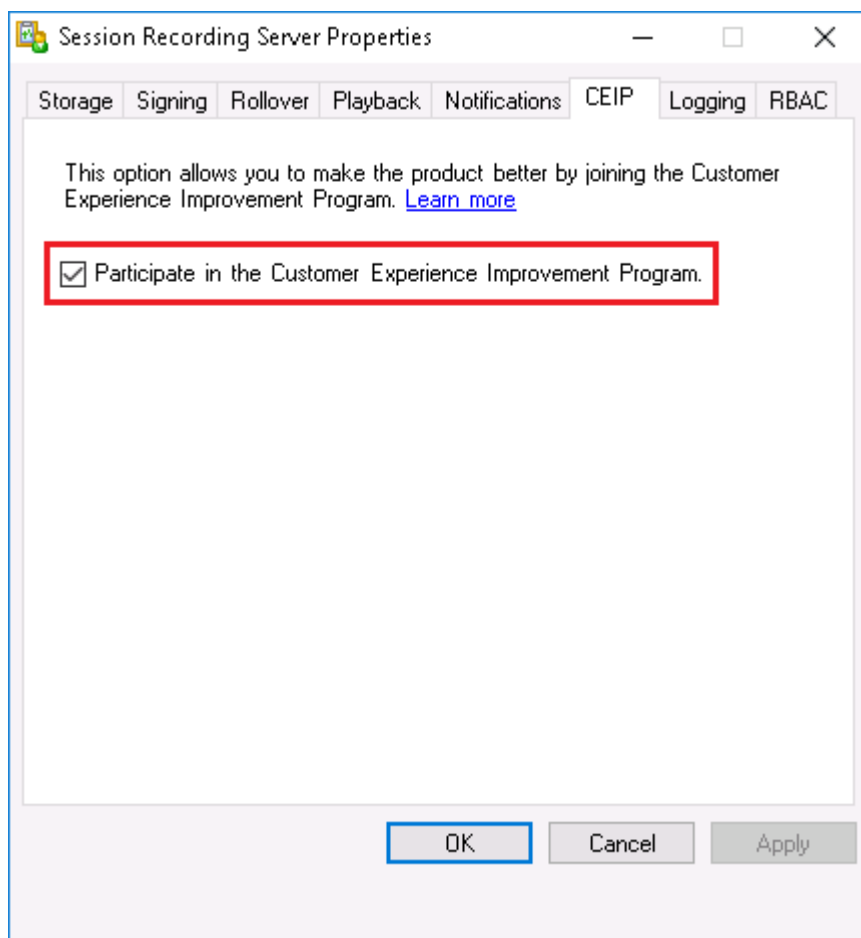 Session Recording Server Properties
Storage Signing Rollover Playback Notifications CEIP Logging RBAC
This option allows you to make the product better by joining the Customer
Experience Improvement Program. Learn more
Participate in the Customer Experience Improvement Program.
OK Cancel Apply